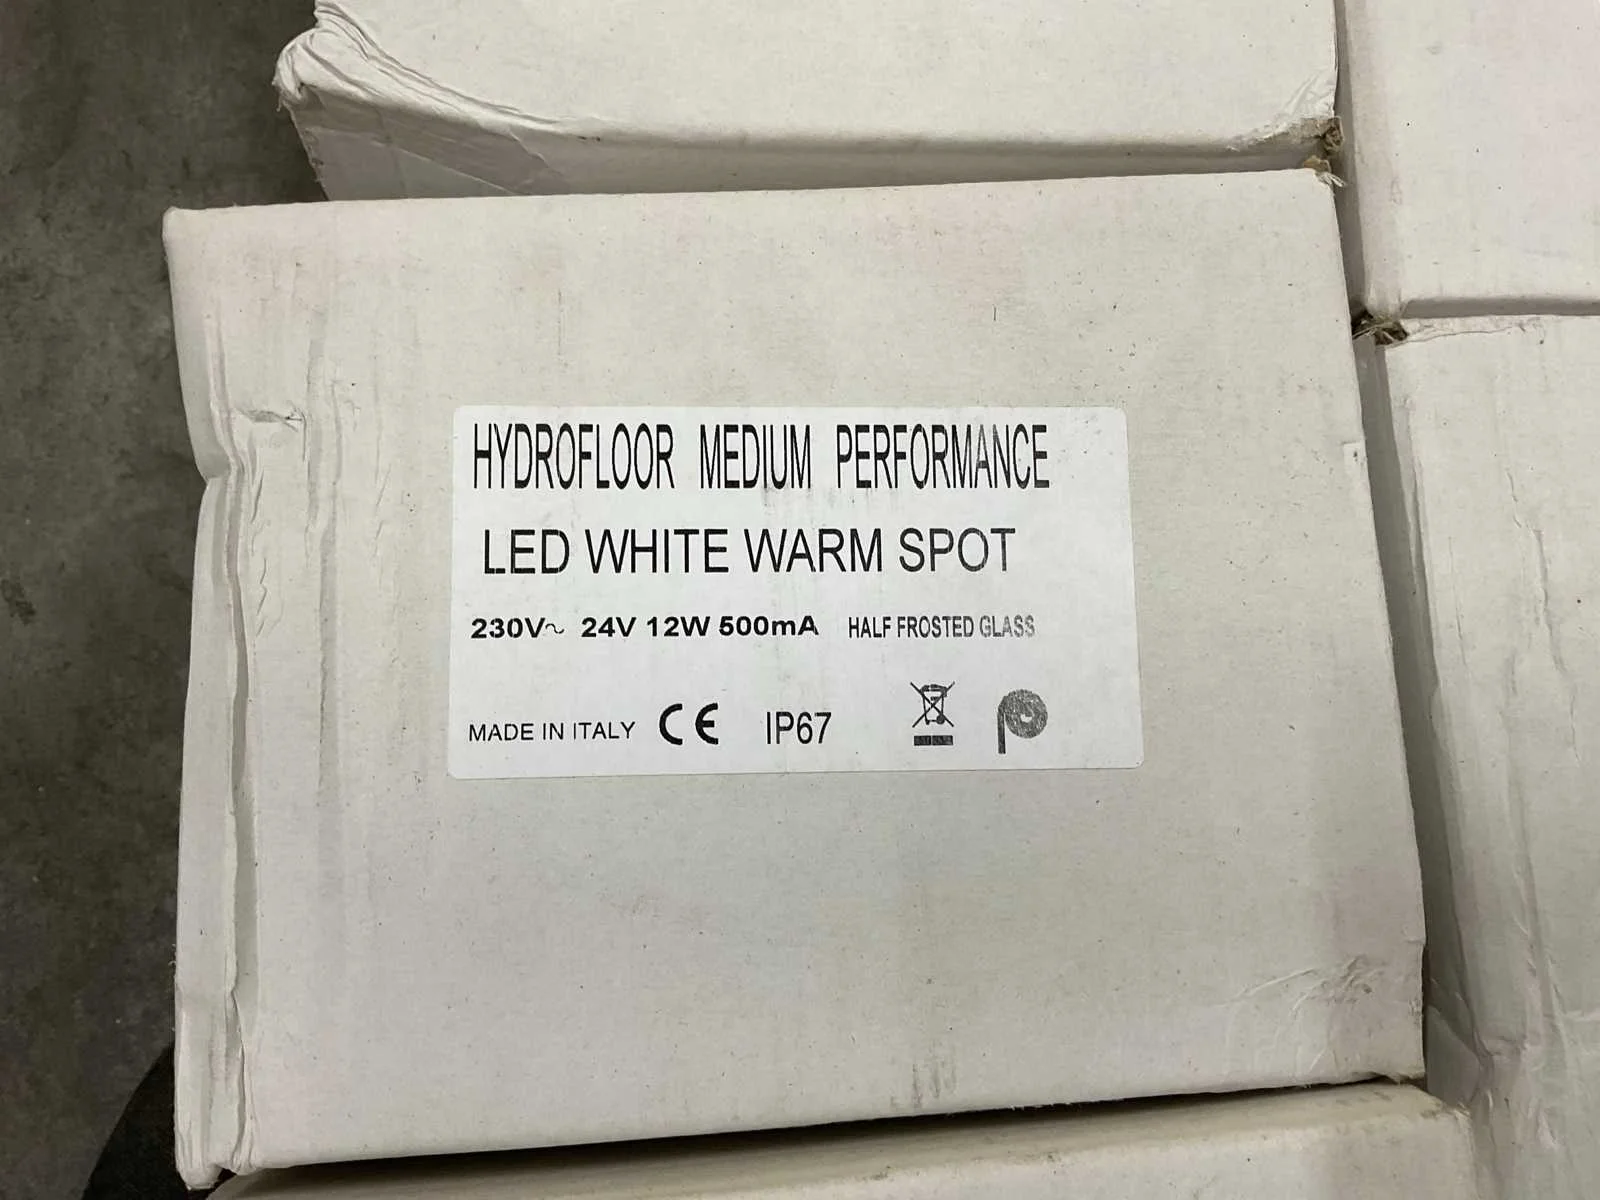 HYDROFLOOR MEDIUM PERFORMANCE
LED WHITE WARM SPOT
230V~ 24V 12W 500mA HALF FROSTED GLASS
MADE IN ITALY CE IP67